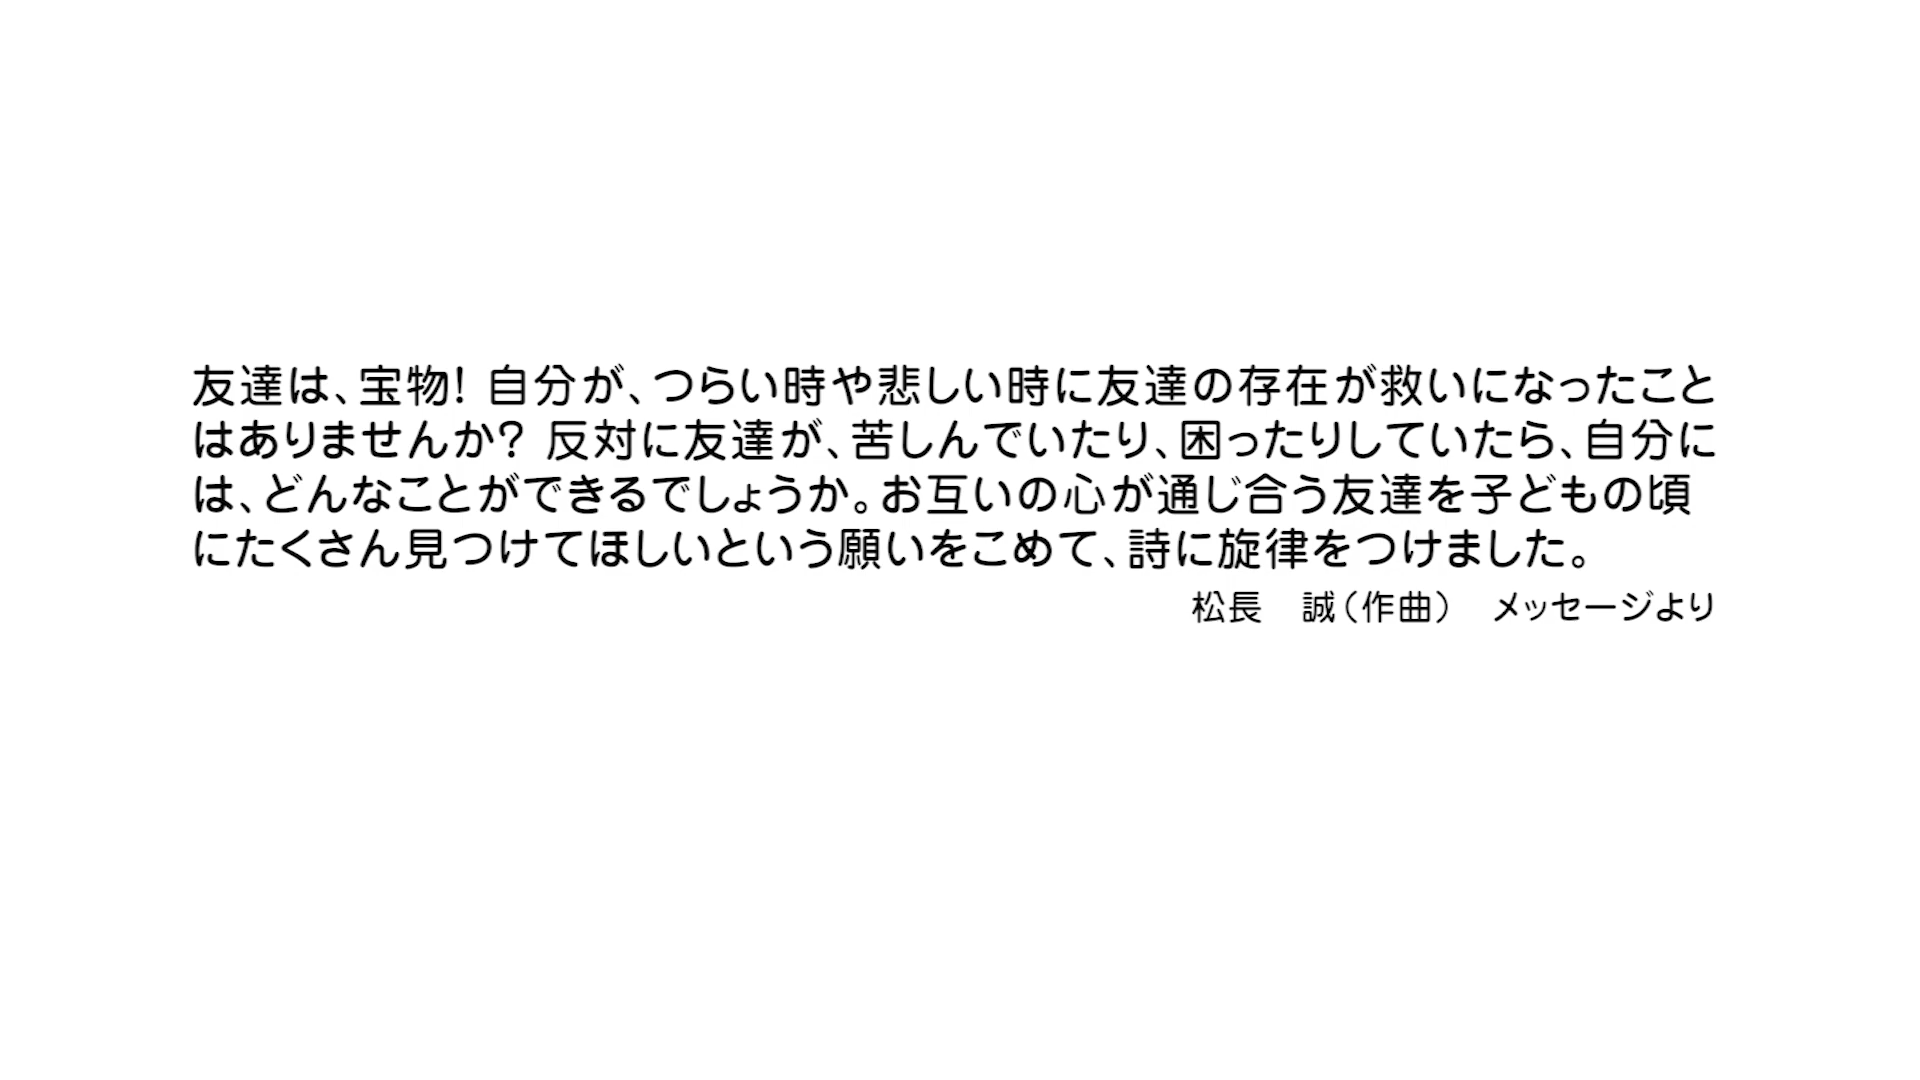 友達は、宝物! 自分が、つらい時や悲しい時に友達の存在が救いになったこと
はありませんか? 反対に友達が、苦しんでいたり、困ったりしていたら、自分に
は、どんなことができるでしょうか。お互いの心が通じ合う友達を子どもの頃
にたくさん見つけてほしいという願いをこめて、詩に旋律をつけました。
松長　誠（作曲）　メッセージより